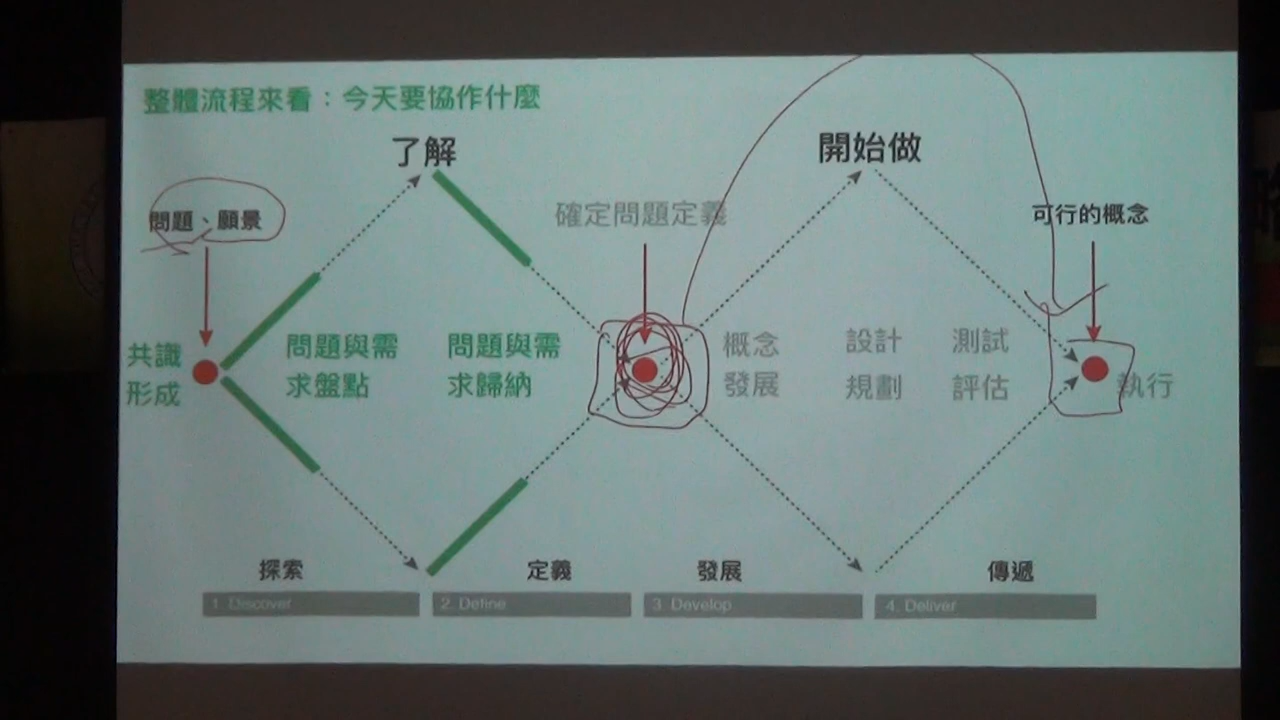 整體流程來看：今天要協作什麼
了解
開始做
問題、願景
確定問題定義
可行的概念
共識
形成
問題與需
求盤點
問題與需
求歸納
概念
發展
設計
規劃
測試
評估
執行
探索
定義
發展
傳遞
1. Discover
2. Define
3. Develop
4. Deliver